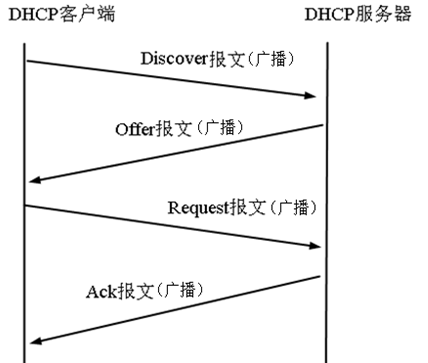 DHCP客户端
DHCP服务器
Discover报文(广播)
Offer报文(广播)
Request报文(广播)
Ack报文(广播)